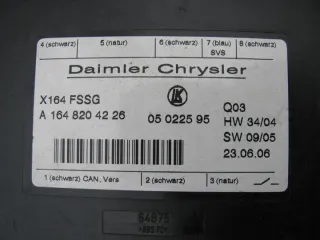 4 (schwarz) 5 (natur) 6 (schwarz) 7 (blau) 8 (schwarz)
SVS
Daimler Chrysler
X164 FSSG LK Q03
A 164 820 42 26 05 0225 95 HW 34/04
SW 09/05
23.06.06
1 (schwarz) CAN, Vers 2 (schwarz) 3 (natur)
64875